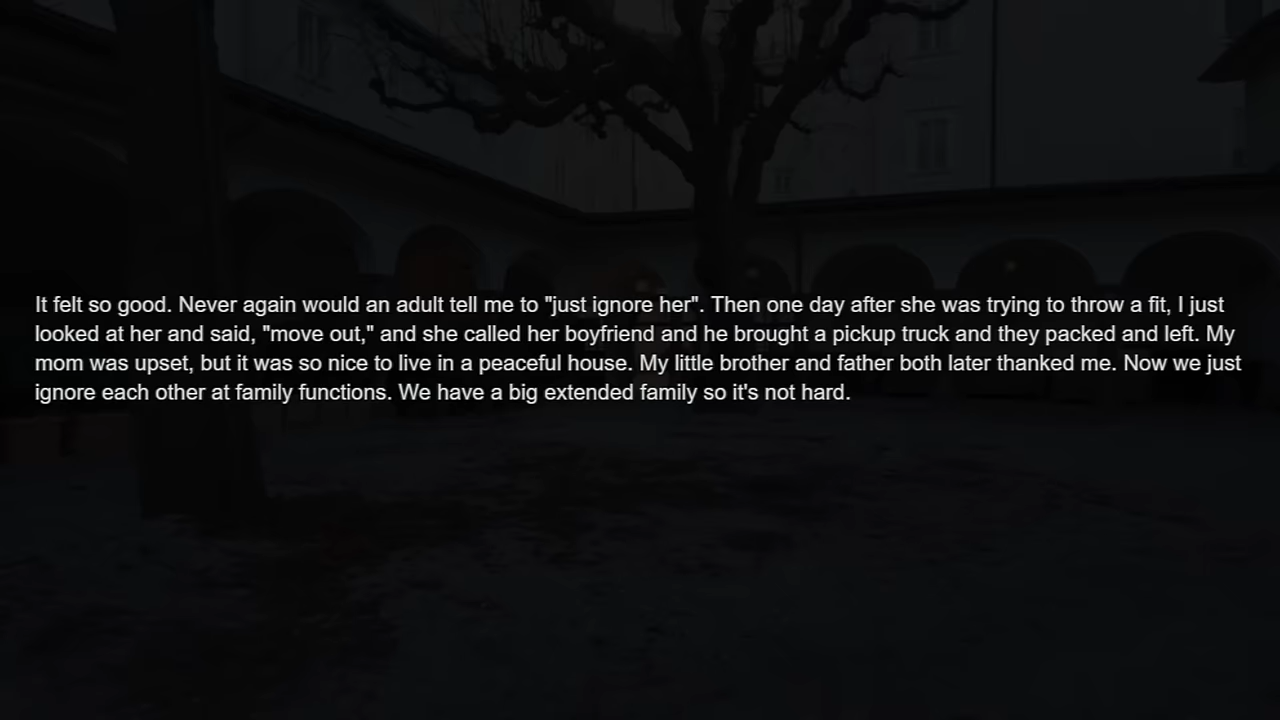 It felt so good. Never again would an adult tell me to "just ignore her". Then one day after she was trying to throw a fit, I just
looked at her and said, "move out," and she called her boyfriend and he brought a pickup truck and they packed and left. My
mom was upset, but it was so nice to live in a peaceful house. My little brother and father both later thanked me. Now we just
ignore each other at family functions. We have a big extended family so it's not hard.